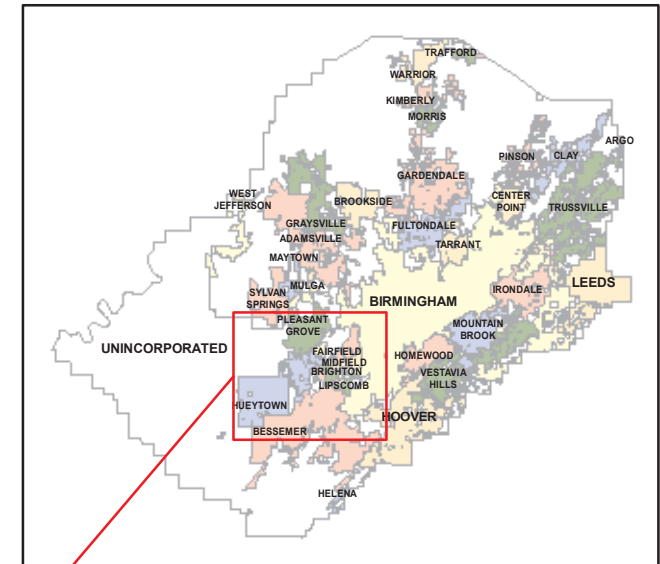 TRAFFORD
WARRIOR
KIMBERLY
MORRIS
ARGO
PINSON
CLAY
GARDENDALE
WEST
JEFFERSON
BROOKSIDE
CENTER
POINT
TRUSSVILLE
GRAYSVILLE
FULTONDALE
ADAMSVILLE
TARRANT
MAYTOWN
LEEDS
MULGA
IRONDALE
SYLVAN
SPRINGS
BIRMINGHAM
PLEASANT
GROVE
MOUNTAIN
BROOK
UNINCORPORATED
FAIRFIELD
MIDFIELD
HOMEWOOD
BRIGHTON
VESTAVIA
HILLS
LIPSCOMB
HUEYTOWN
HOOVER
BESSEMER
HELENA